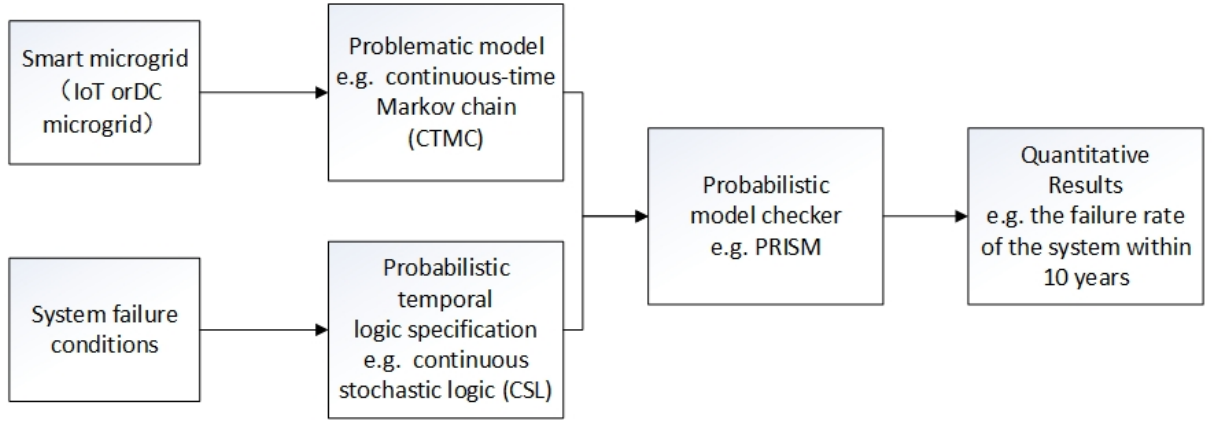 Smart microgrid
（IoT orDC
microgrid）
Problematic model
e.g. continuous-time
Markov chain
(CTMC)
System failure
conditions
Probabilistic
temporal
logic specification
e.g. continuous
stochastic logic (CSL)
Probabilistic
model checker
e.g. PRISM
Quantitative
Results
e.g. the failure rate
of the system within
10 years